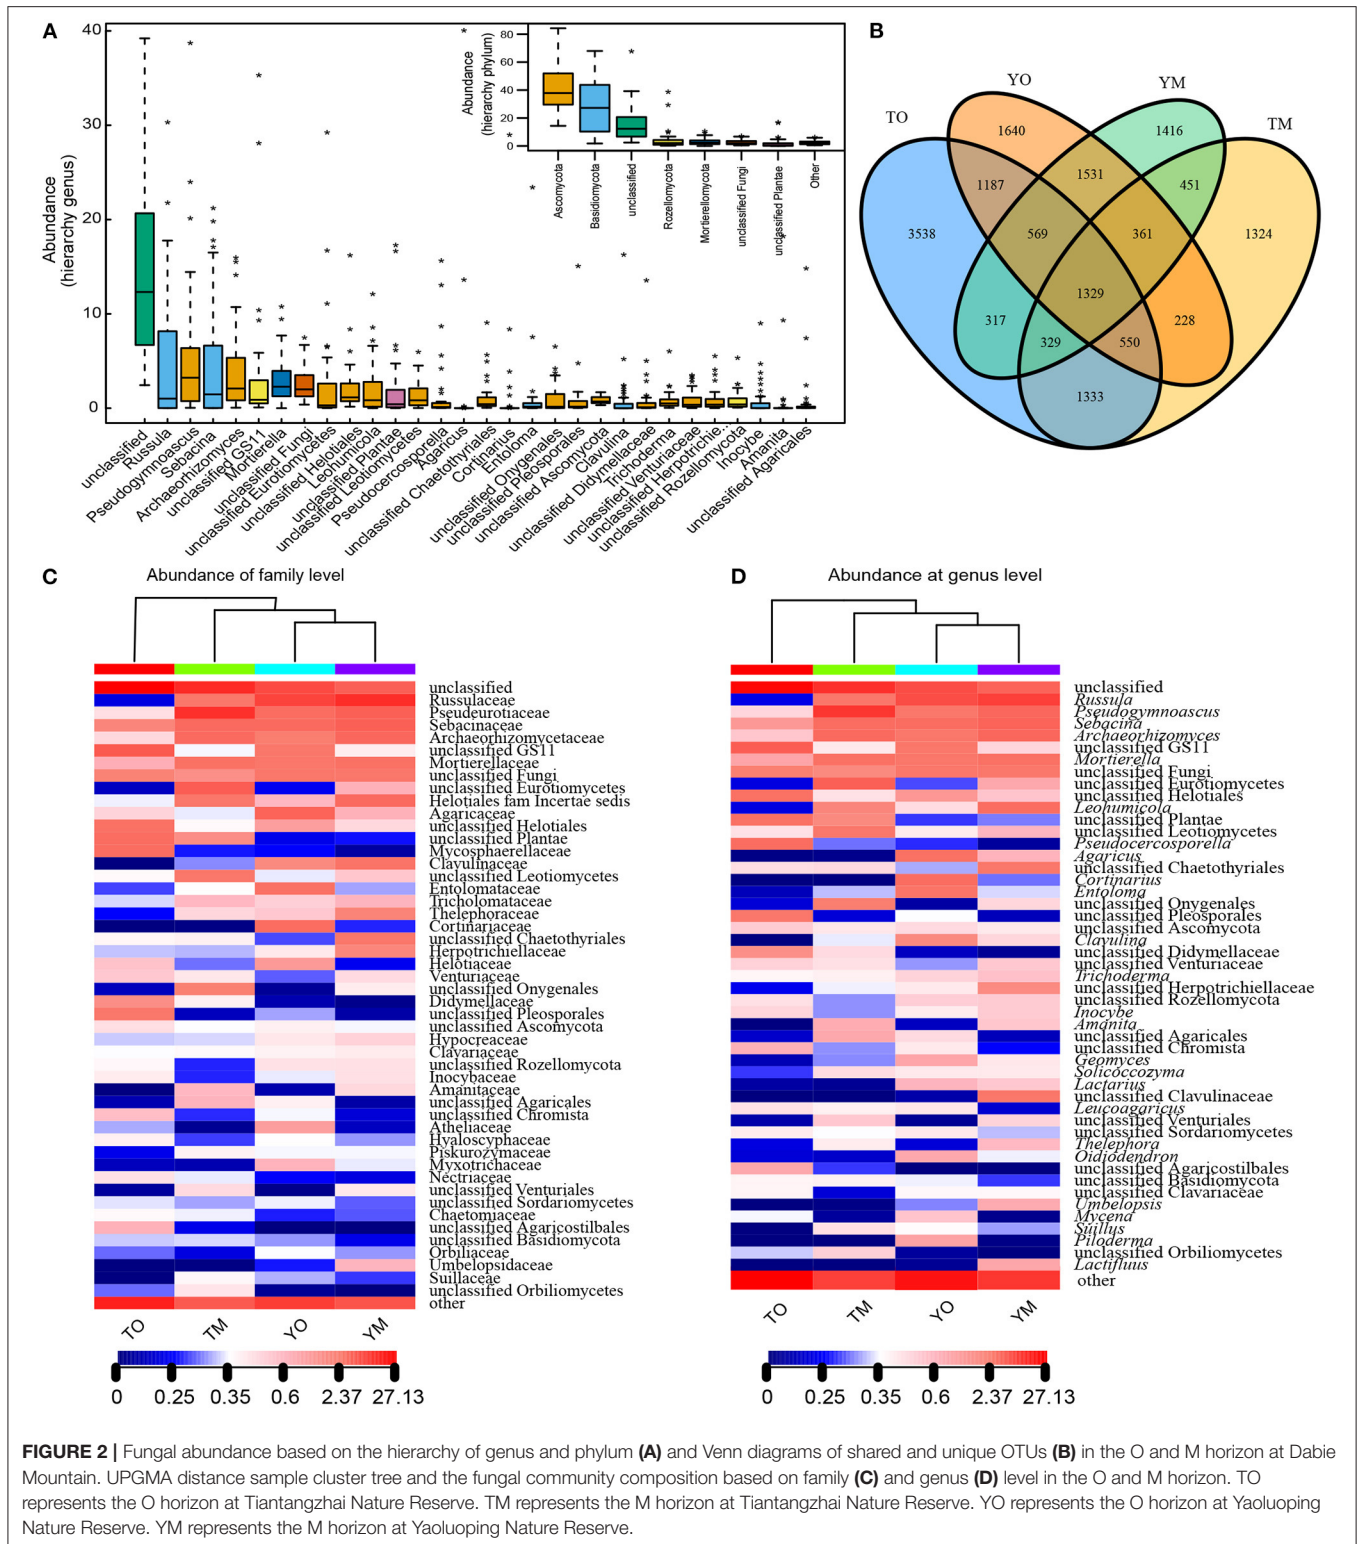 A
Abundance
(hierarchy genus)
40
30
20
10
0
Abundance
(hierarchy phylum)
80
60
40
20
0
Ascomycota
Basidiomycota
unclassified
Rozellomycota
Mortierellomycota
unclassified Fungi
unclassified Plantae
Other
unclassified
Russula
Pseudogymnoascus
Sebacina
Archaeorhizomyces
unclassified GS11
Mortierella
unclassified Fungi
unclassified Eurotiomycetes
unclassified Helotiales
Leohumicola
unclassified Plantae
unclassified Leotiomycetes
Pseudocercosporella
Agaricus
unclassified Chaetothyriales
Cortinarius
Entoloma
unclassified Onygenales
unclassified Pleosporales
unclassified Ascomycota
Clavulina
unclassified Didymellaceae
Trichoderma
unclassified Venturiaceae
unclassified Herpotrichie...
unclassified Rozellomycota
Inocybe
Amanita
unclassified Agaricales
B
TO
YO
YM
TM
1640
1416
1187
1531
451
3538
569
361
1324
1329
317
228
329
550
1333
C
Abundance of family level
unclassified
Russulaceae
Pseudeurotiaceae
Sebacinaceae
Archaeorhizomycetaceae
unclassified GS11
Mortierellaceae
unclassified Fungi
unclassified Eurotiomycetes
Helotiales fam Incertae sedis
Agaricaceae
unclassified Helotiales
unclassified Plantae
Mycosphaerellaceae
Clavulinaceae
unclassified Leotiomycetes
Entolomataceae
Tricholomataceae
Thelephoraceae
Cortinariaceae
unclassified Chaetothyriales
Herpotrichiellaceae
Helotiaceae
Venturiaceae
unclassified Onygenales
Didymellaceae
unclassified Pleosporales
unclassified Ascomycota
Hypocreaceae
Clavariaceae
unclassified Rozellomycota
Inocybaceae
Amanitaceae
unclassified Agaricales
unclassified Chromista
Atheliaceae
Hyaloscyphaceae
Piskurozymaceae
Myxotrichaceae
Nectriaceae
unclassified Venturiales
unclassified Sordariomycetes
Chaetomiaceae
unclassified Agaricostilbales
unclassified Basidiomycota
Orbiliaceae
Umbelopsidaceae
Suillaceae
unclassified Orbiliomycetes
other
TO
TM
YO
YM
0 0.25 0.35 0.6 2.37 27.13
D
Abundance at genus level
unclassified
Russula
Pseudogymnoascus
Sebacina
Archaeorhizomyces
unclassified GS11
Mortierella
unclassified Fungi
unclassified Eurotiomycetes
unclassified Helotiales
Leohumicola
unclassified Plantae
unclassified Leotiomycetes
Pseudocercosporella
Agaricus
unclassified Chaetothyriales
Cortinarius
Entoloma
unclassified Onygenales
unclassified Pleosporales
unclassified Ascomycota
Clavulina
unclassified Didymellaceae
unclassified Venturiaceae
Trichoderma
unclassified Herpotrichiellaceae
unclassified Rozellomycota
Inocybe
Amanita
unclassified Agaricales
unclassified Chromista
Geomyces
Solicoccozyma
Lactarius
unclassified Clavulinaceae
Leucoagaricus
unclassified Venturiales
unclassified Sordariomycetes
Thelephora
Oidiodendron
unclassified Agaricostilbales
unclassified Basidiomycota
unclassified Clavariaceae
Umbelopsis
Mycena
Suillus
Piloderma
unclassified Orbiliomycetes
Lactifluus
other
TO
TM
YO
YM
0 0.25 0.35 0.6 2.37 27.13
FIGURE 2 | Fungal abundance based on the hierarchy of genus and phylum (A) and Venn diagrams of shared and unique OTUs (B) in the O and M horizon at Dabie
Mountain. UPGMA distance sample cluster tree and the fungal community composition based on family (C) and genus (D) level in the O and M horizon. TO
represents the O horizon at Tiantangzhai Nature Reserve. TM represents the M horizon at Tiantangzhai Nature Reserve. YO represents the O horizon at Yaoluoping
Nature Reserve. YM represents the M horizon at Yaoluoping Nature Reserve.